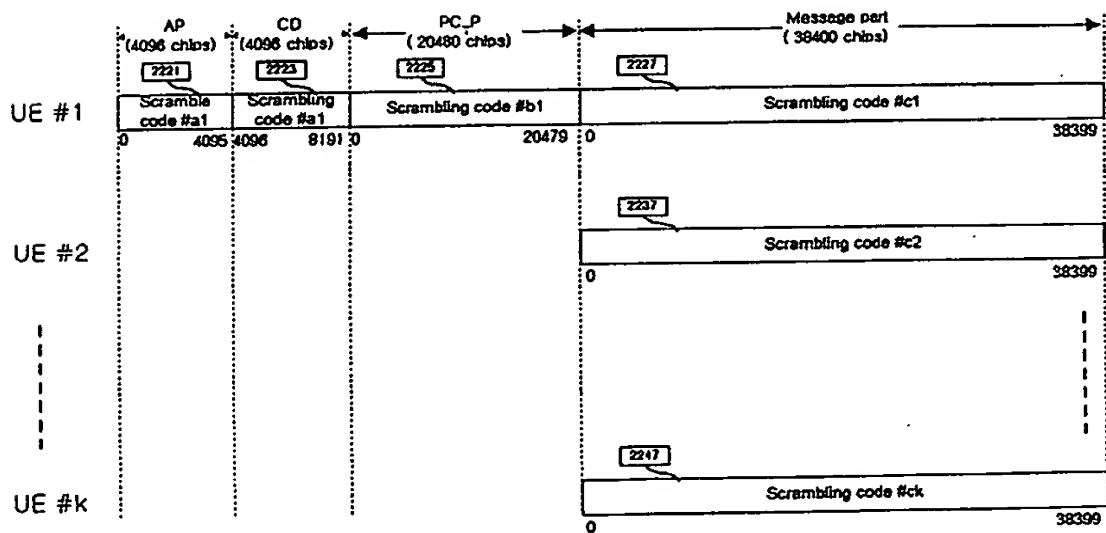 AP CD PC_P Message part
(4096 chips) (4096 chips) (20480 chips) (38400 chips)
2221 2223 2225 2227
UE #1
Scramble code #a1
Scrambling code #a1
Scrambling code #b1
Scrambling code #c1
0 4095 4096 8191 0 20479 0 38399
2237
UE #2
Scrambling code #c2
0 38399
2247
UE #k
Scrambling code #ck
0 38399